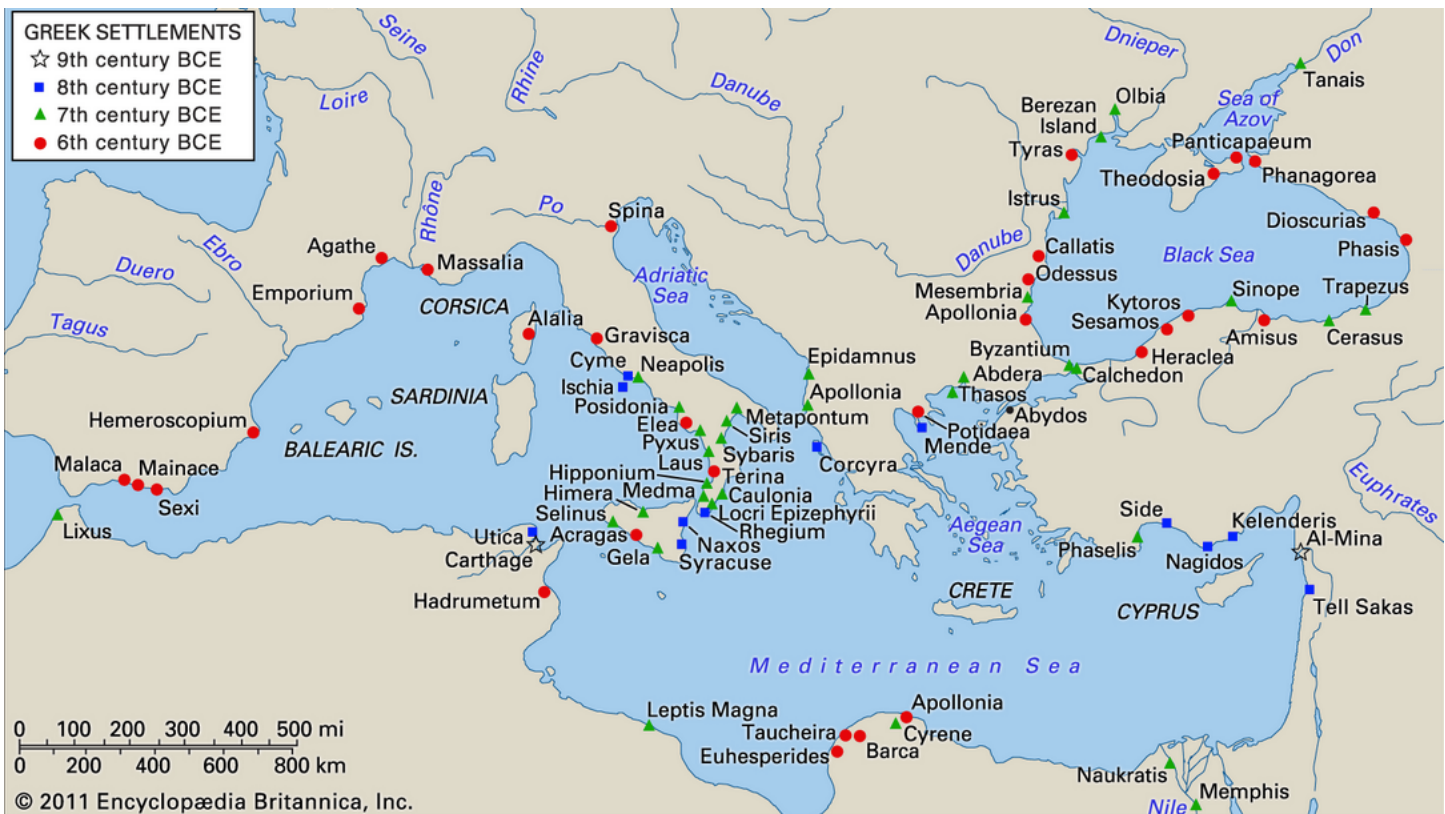 GREEK SETTLEMENTS
9th century BCE
8th century BCE
7th century BCE
6th century BCE
Seine
Loire
Rhine
Danube
Dnieper
Don
Tanais
Olbia
Berezan
Island
Sea of
Azov
Tyras
Panticapaeum
Theodosia
Phanagorea
Istrus
Dioscurias
Phasis
Rhône
Po
Spina
Ebro
Duero
Tagus
Agathe
Massalia
Emporium
CORSICA
Alalia
Gravisca
Adriatic
Sea
Danube
Callatis
Odessus
Mesembria
Apollonia
Black Sea
Kytoros
Sesamos
Sinope
Trapezus
Heraclea
Amisus
Cerasus
Byzantium
Calchedon
Cyme
Neapolis
Ischia
SARDINIA
Posidonia
Elea
Pyxus
Laus
Metapontum
Siris
Sybaris
Terina
Hipponium
Medma
Caulonia
Locri Epizephyrii
Rhegium
Himera
Selinus
Acragas
Gela
Naxos
Syracuse
Epidamnus
Apollonia
Corcyra
Abdera
Thasos
Abydos
Potidaea
Mende
Hemeroscopium
BALEARIC IS.
Malaca
Mainace
Sexi
Lixus
Utica
Carthage
Hadrumetum
Aegean
Sea
CRETE
Side
Phaselis
Kelenderis
Nagidos
Al-Mina
Euphrates
CYPRUS
Tell Sakas
Mediterranean Sea
Leptis Magna
Apollonia
Taucheira
Cyrene
Euhesperides
Barca
Naukratis
Memphis
Nile
0 100 200 300 400 500 mi
0 200 400 600 800 km
© 2011 Encyclopædia Britannica, Inc.